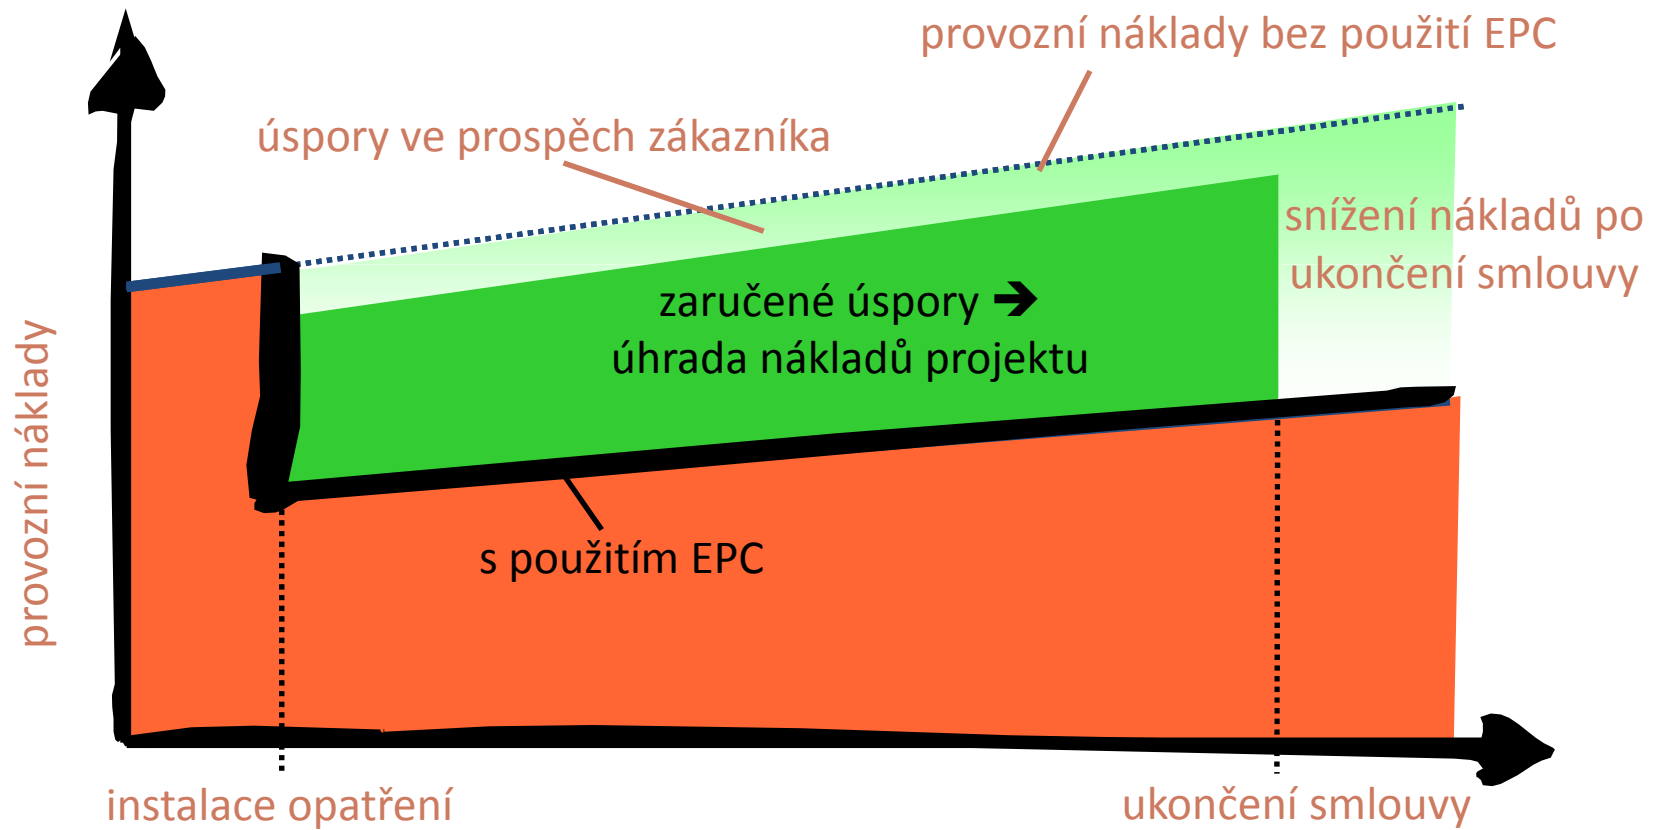 provozní náklady bez použití EPC
úspory ve prospěch zákazníka
snížení nákladů po
ukončení smlouvy
zaručené úspory ➔
úhrada nákladů projektu
provozní náklady
s použitím EPC
instalace opatření
ukončení smlouvy